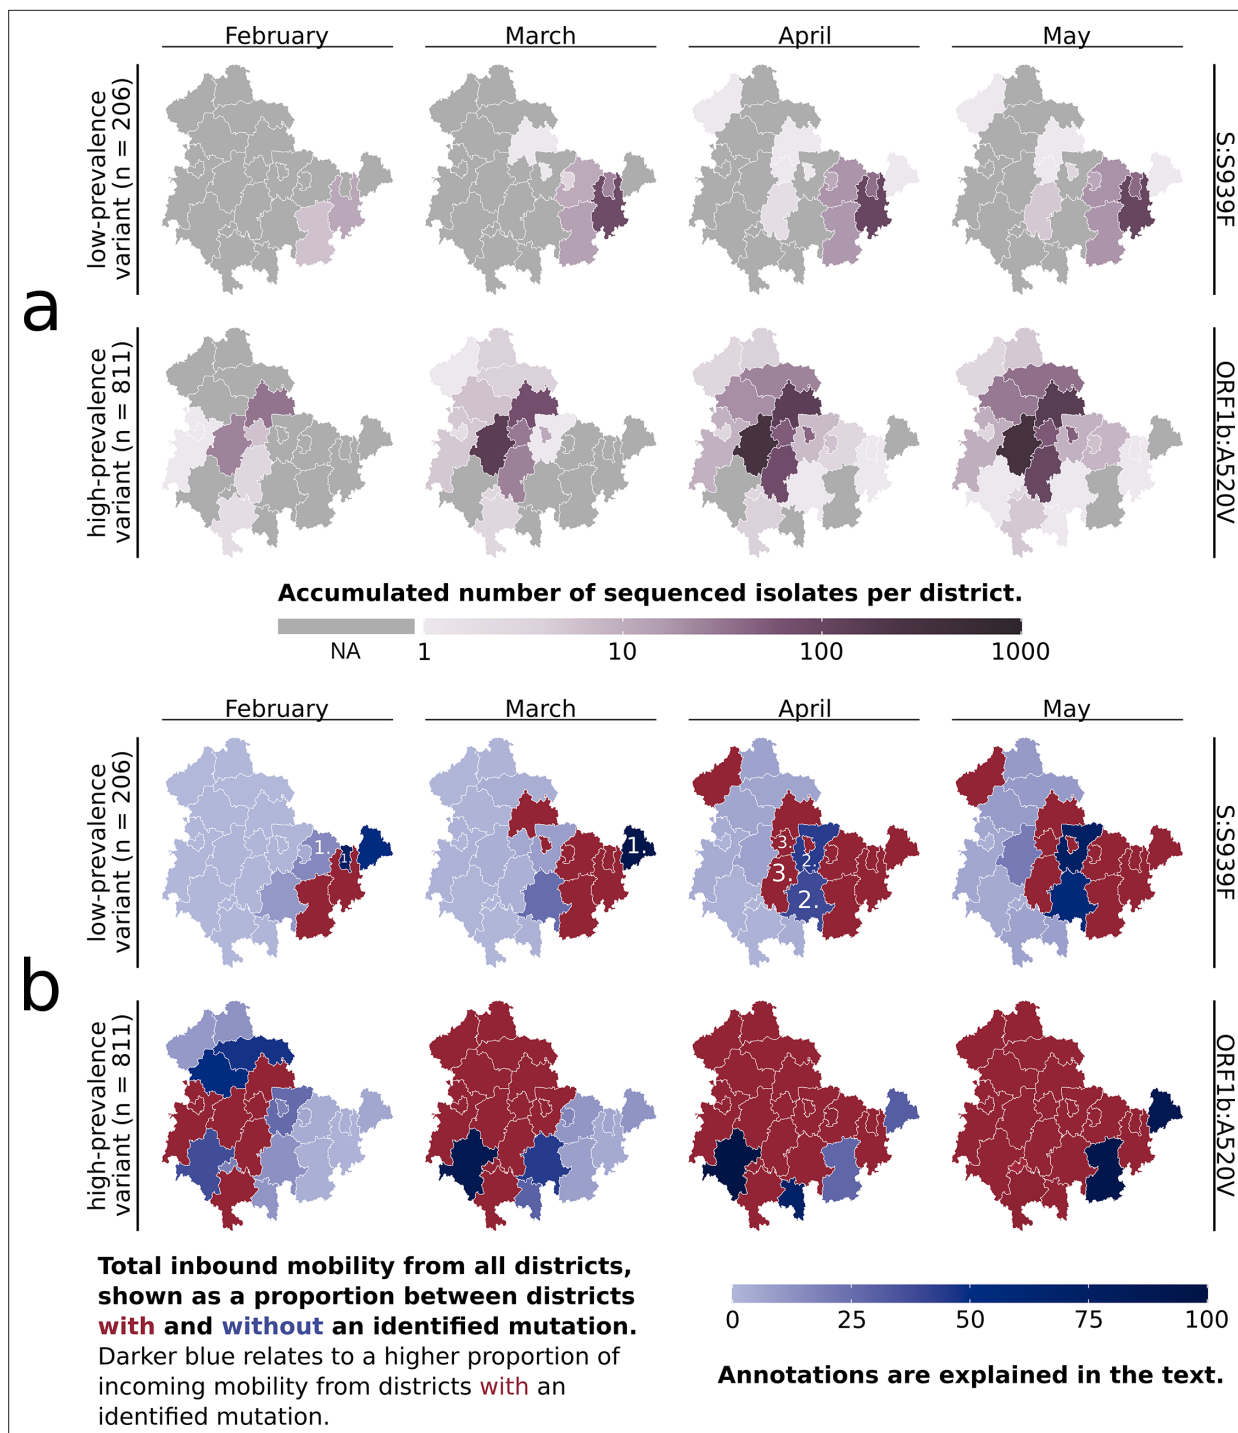 February March April May
low-prevalence
variant (n = 206)
S:S939F
a
high-prevalence
variant (n = 811)
ORF1b:A520V
Accumulated number of sequenced isolates per district.
NA 1 10 100 1000
February March April May
low-prevalence
variant (n = 206)
1. 1. 1. 3. 3. 2. 2.
S:S939F
b
high-prevalence
variant (n = 811)
ORF1b:A520V
Total inbound mobility from all districts,
shown as a proportion between districts
with and without an identified mutation.
Darker blue relates to a higher proportion of
incoming mobility from districts with an
identified mutation.
0 25 50 75 100
Annotations are explained in the text.